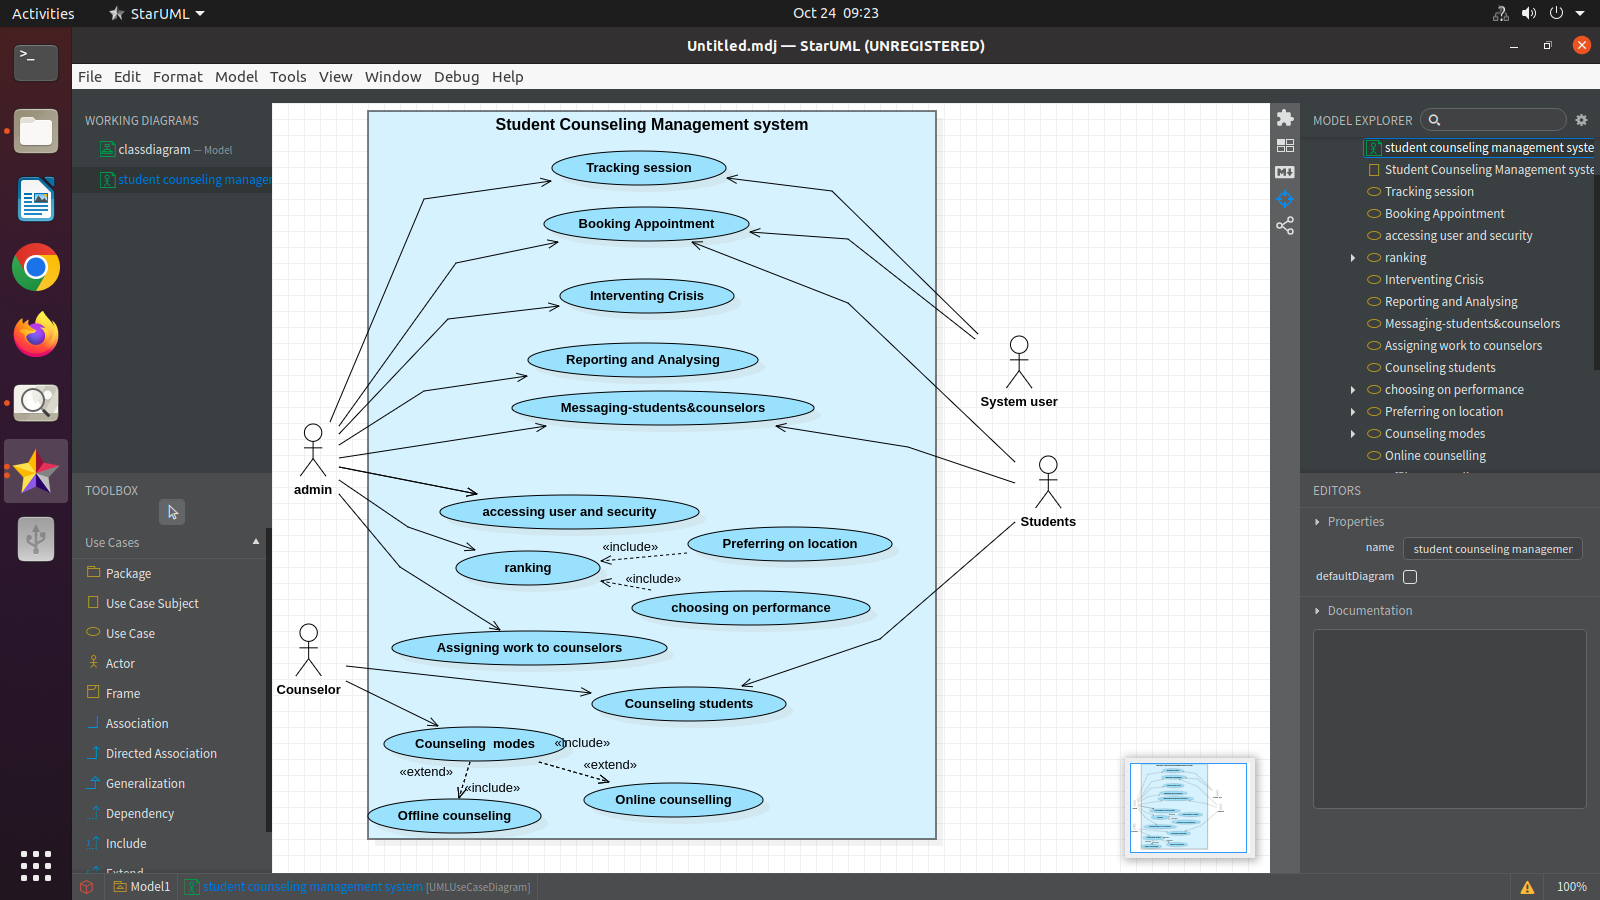 Activities
StarUML
Oct 24 09:23
Untitled.mdj — StarUML (UNREGISTERED)
File Edit Format Model Tools View Window Debug Help
WORKING DIAGRAMS
classdiagram — Model
student counseling manager
TOOLBOX
Use Cases
Package
Use Case Subject
Use Case
Actor
Frame
Association
Directed Association
Generalization
Dependency
Include
Extend
Student Counseling Management system
Tracking session
Booking Appointment
Interventing Crisis
Reporting and Analysing
Messaging-students&counselors
System user
admin
Students
accessing user and security
«include»
Preferring on location
ranking
«include»
choosing on performance
Assigning work to counselors
Counselor
Counseling students
Counseling  modes
«include»
«extend»
«extend»
«include»
Online counselling
Offline counseling
M↓
MODEL EXPLORER
student counseling management syste
Student Counseling Management syste
Tracking session
Booking Appointment
accessing user and security
ranking
Interventing Crisis
Reporting and Analysing
Messaging-students&counselors
Assigning work to counselors
Counseling students
choosing on performance
Preferring on location
Counseling modes
Online counselling
EDITORS
Properties
name
student counseling managemer
defaultDiagram
Documentation
Model1
student counseling management system [UMLUseCaseDiagram]
100%